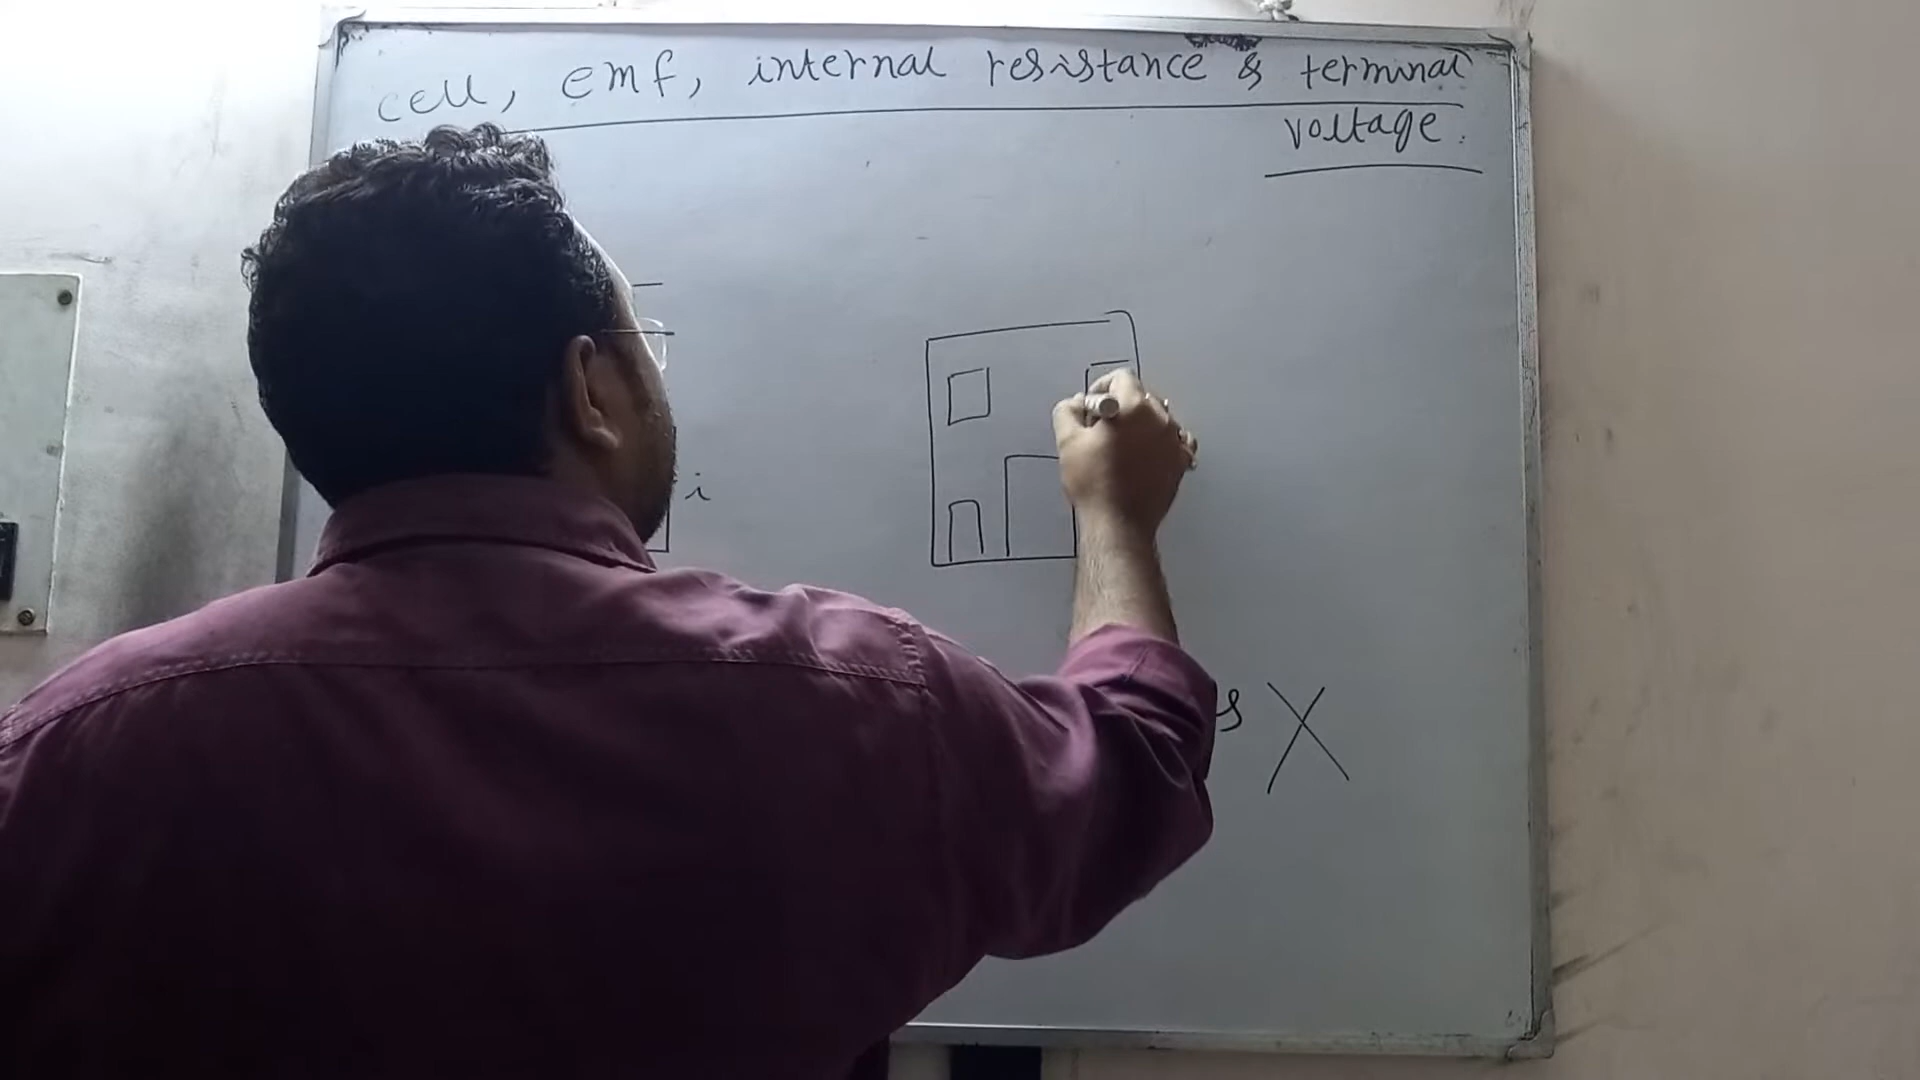 cell, emf, internal resistance & terminal
voltage.
i